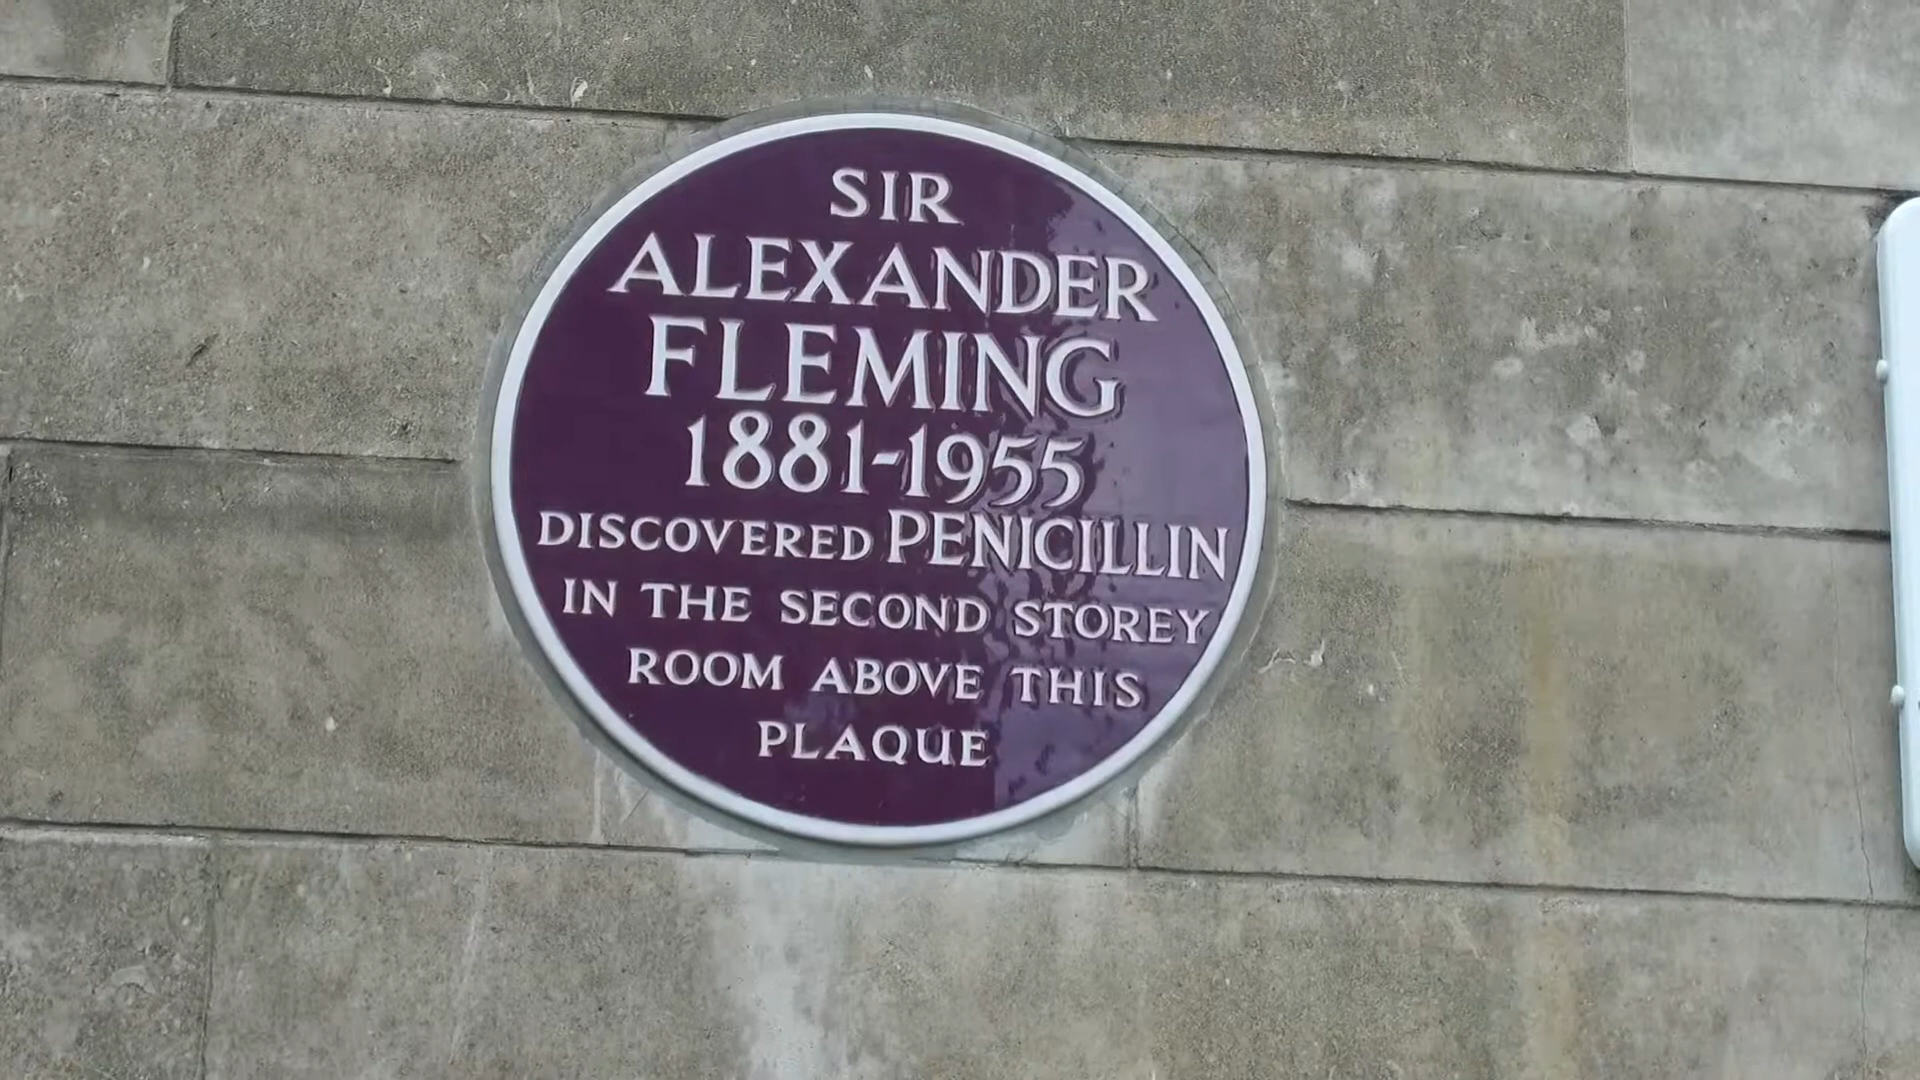 SIR
ALEXANDER
FLEMING
1881-1955
DISCOVERED PENICILLIN
IN THE SECOND STOREY
ROOM ABOVE THIS
PLAQUE